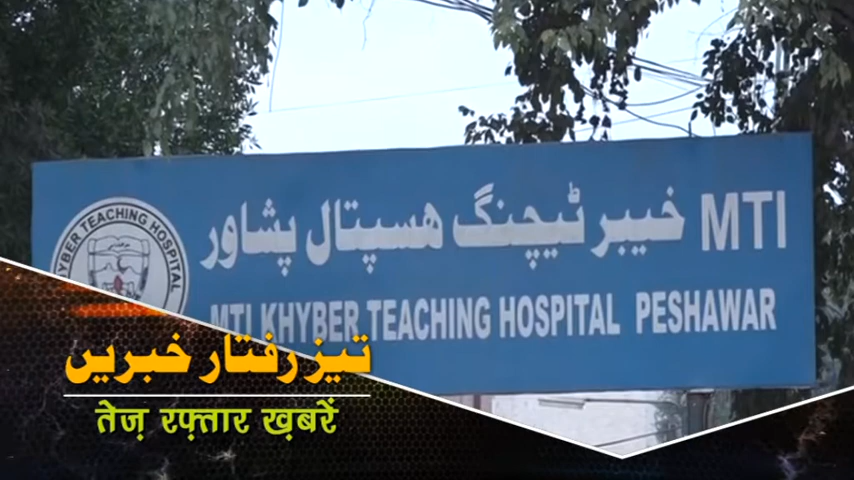 خیبر ٹیچنگ ہسپتال پشاور MTI
KHYBER TEACHING HOSPITAL
MTI KHYBER TEACHING HOSPITAL PESHAWAR
تیز رفتار خبریں
तेज़ रफ़्तार ख़बरें